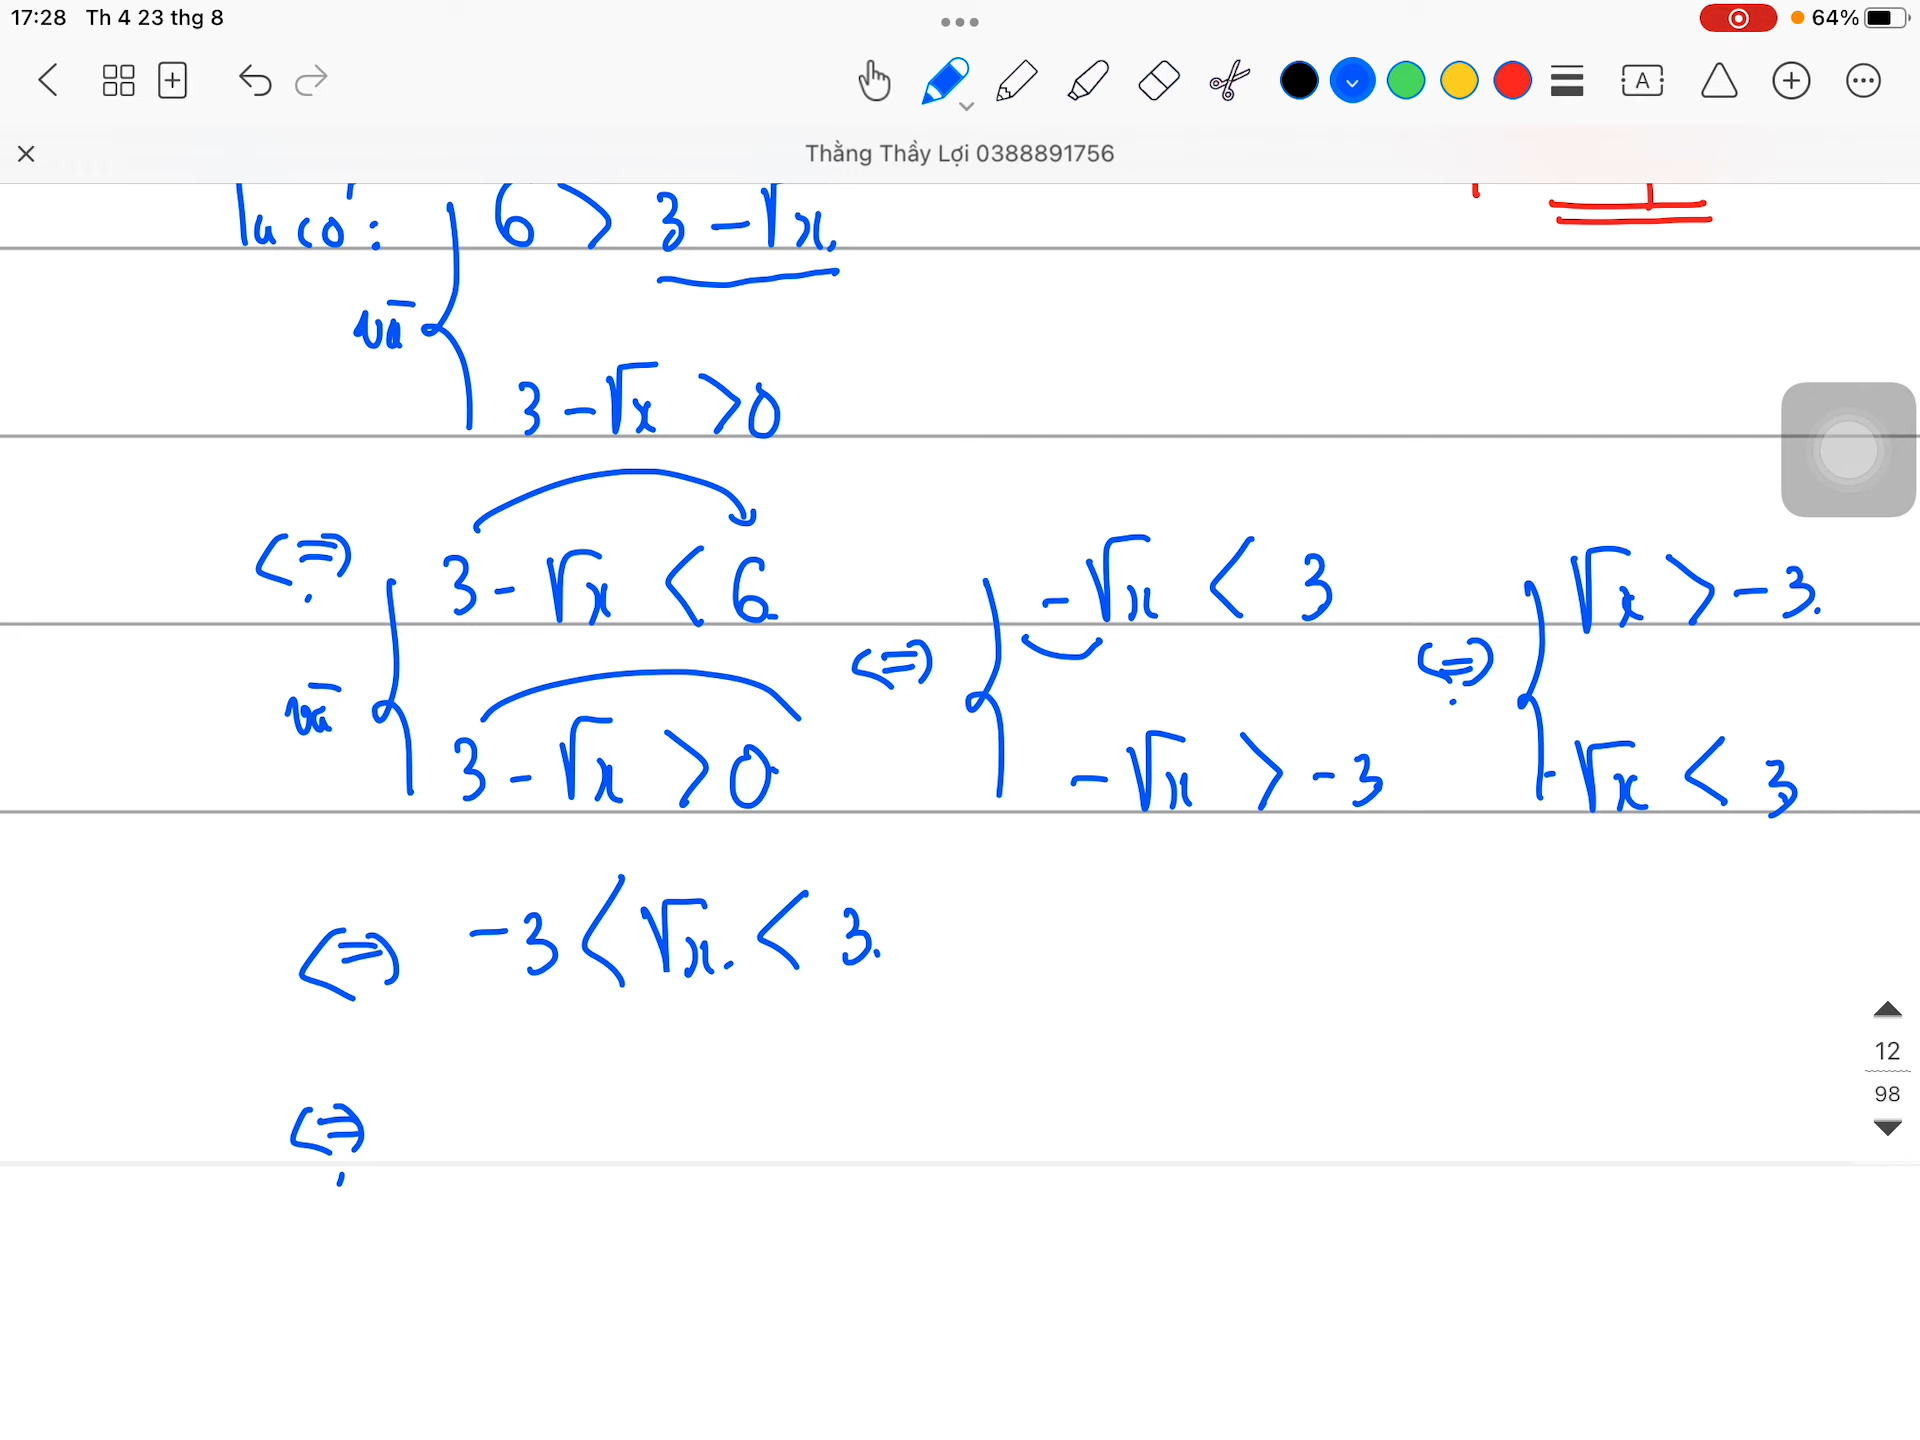 17:28 Th 4 23 thg 8
64%
A
Thằng Thầy Lợi 0388891756
Ta có: 6 > 3 - √x
và
3 - √x > 0
<=> 3 - √x < 6 <=> -√x < 3 <=> √x > -3.
và 3 - √x > 0 -√x > -3 √x < 3
<=> -3 < √x. < 3.
<=>
12
98